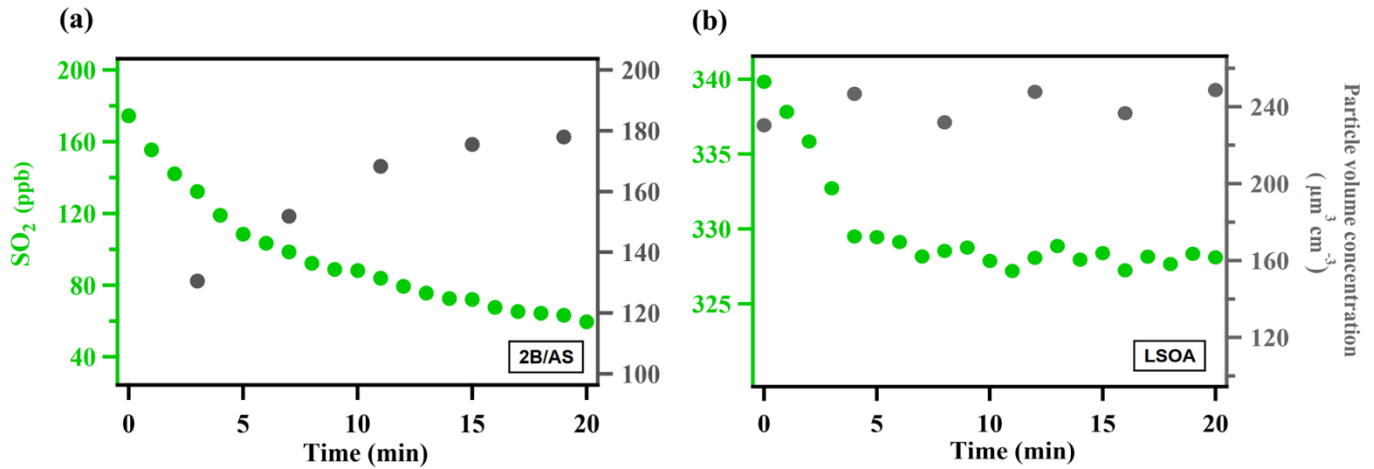 (a)
SO₂ (ppb)
200
160
120
80
40
200
180
160
140
120
100
0 5 10 15 20
Time (min)
2B/AS
(b)
340
335
330
325
240
200
160
120
Particle volume concentration
( μm³ cm⁻³)
0 5 10 15 20
Time (min)
LSOA